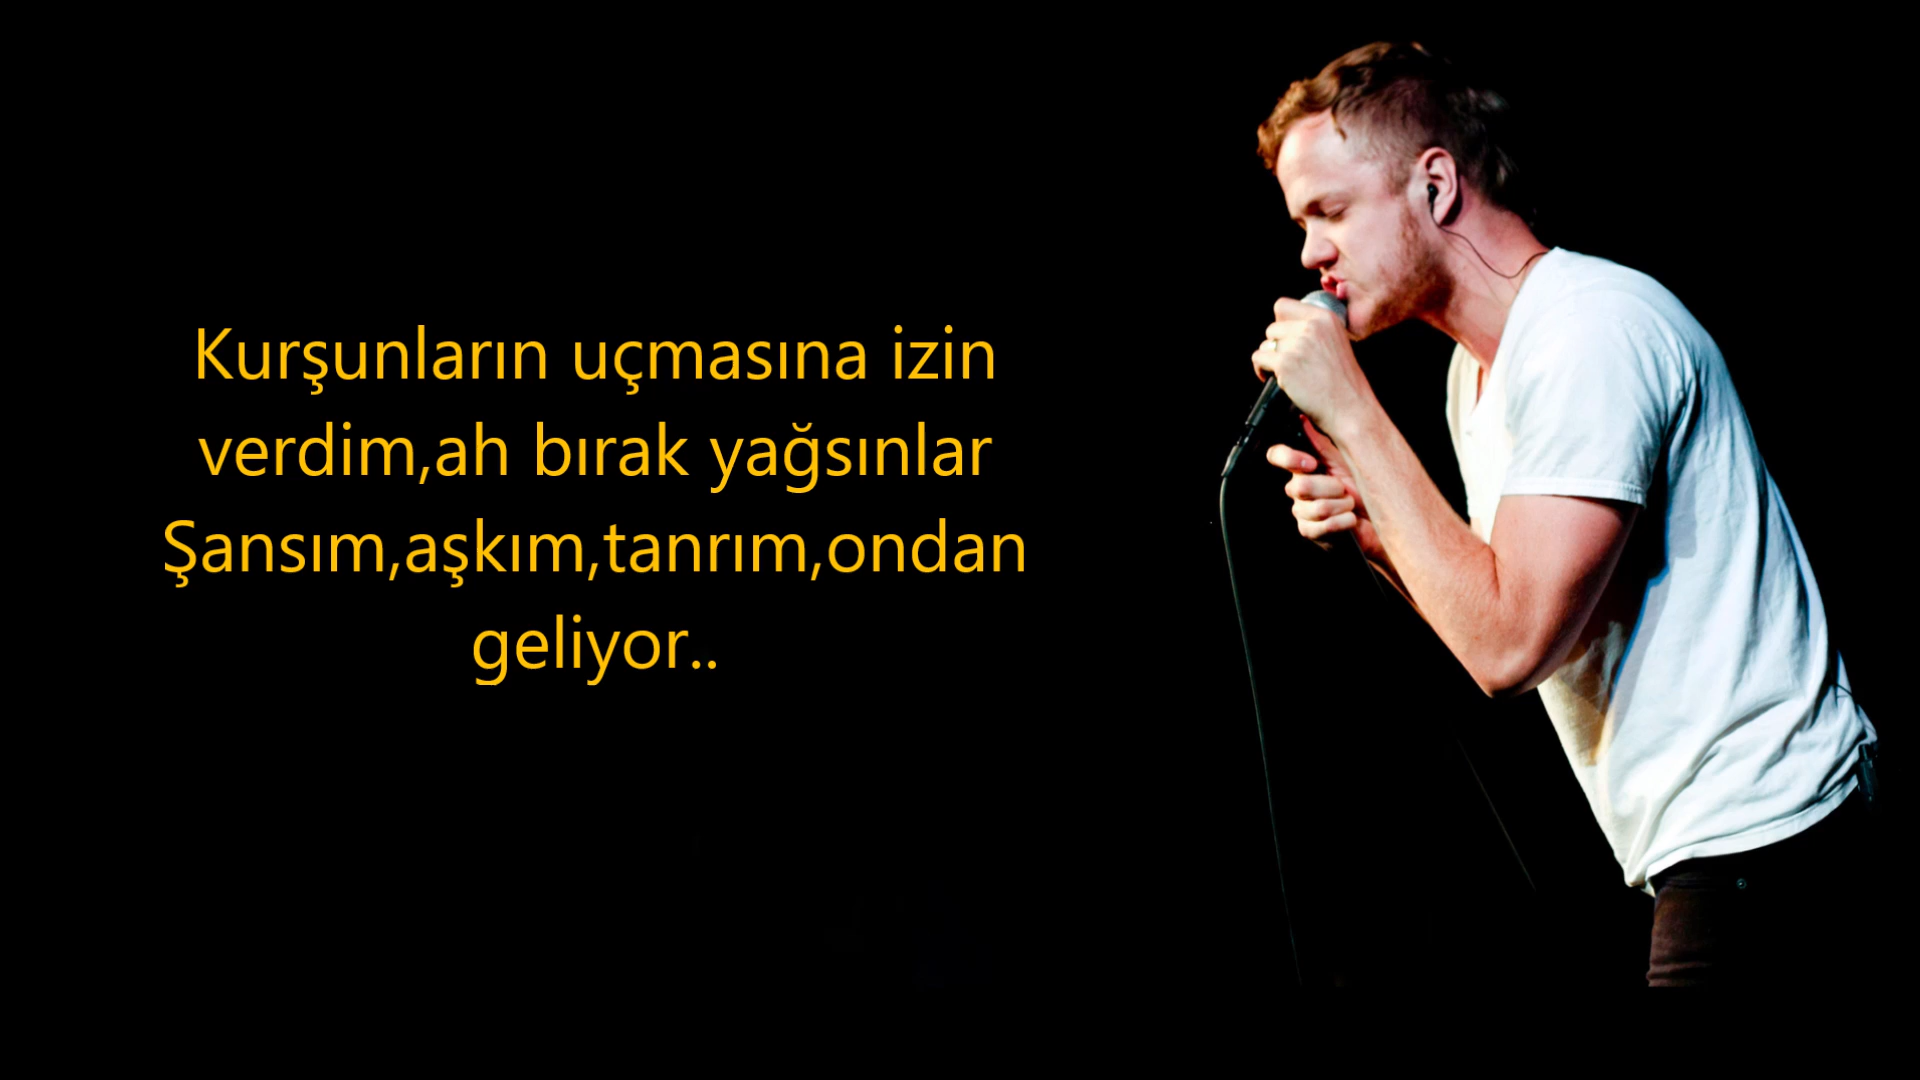 Kurşunların uçmasına izin
verdim,ah bırak yağsınlar
Şansım,aşkım,tanrım,ondan
geliyor..